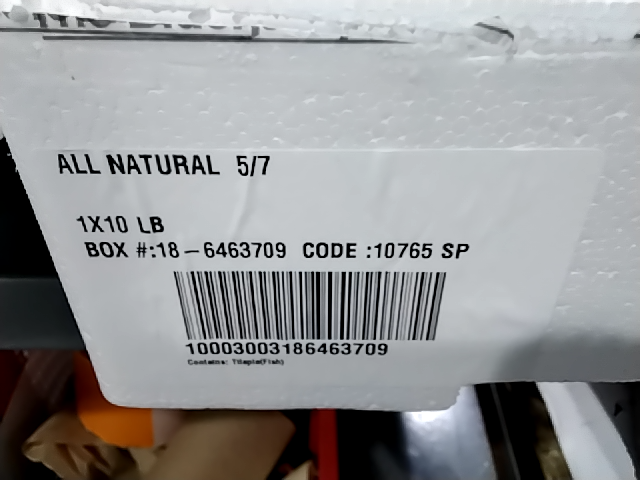 ALL NATURAL 5/7
1X10 LB
BOX #:18-6463709 CODE :10765 SP
10003003186463709
Contains: Tilapia(Fish)